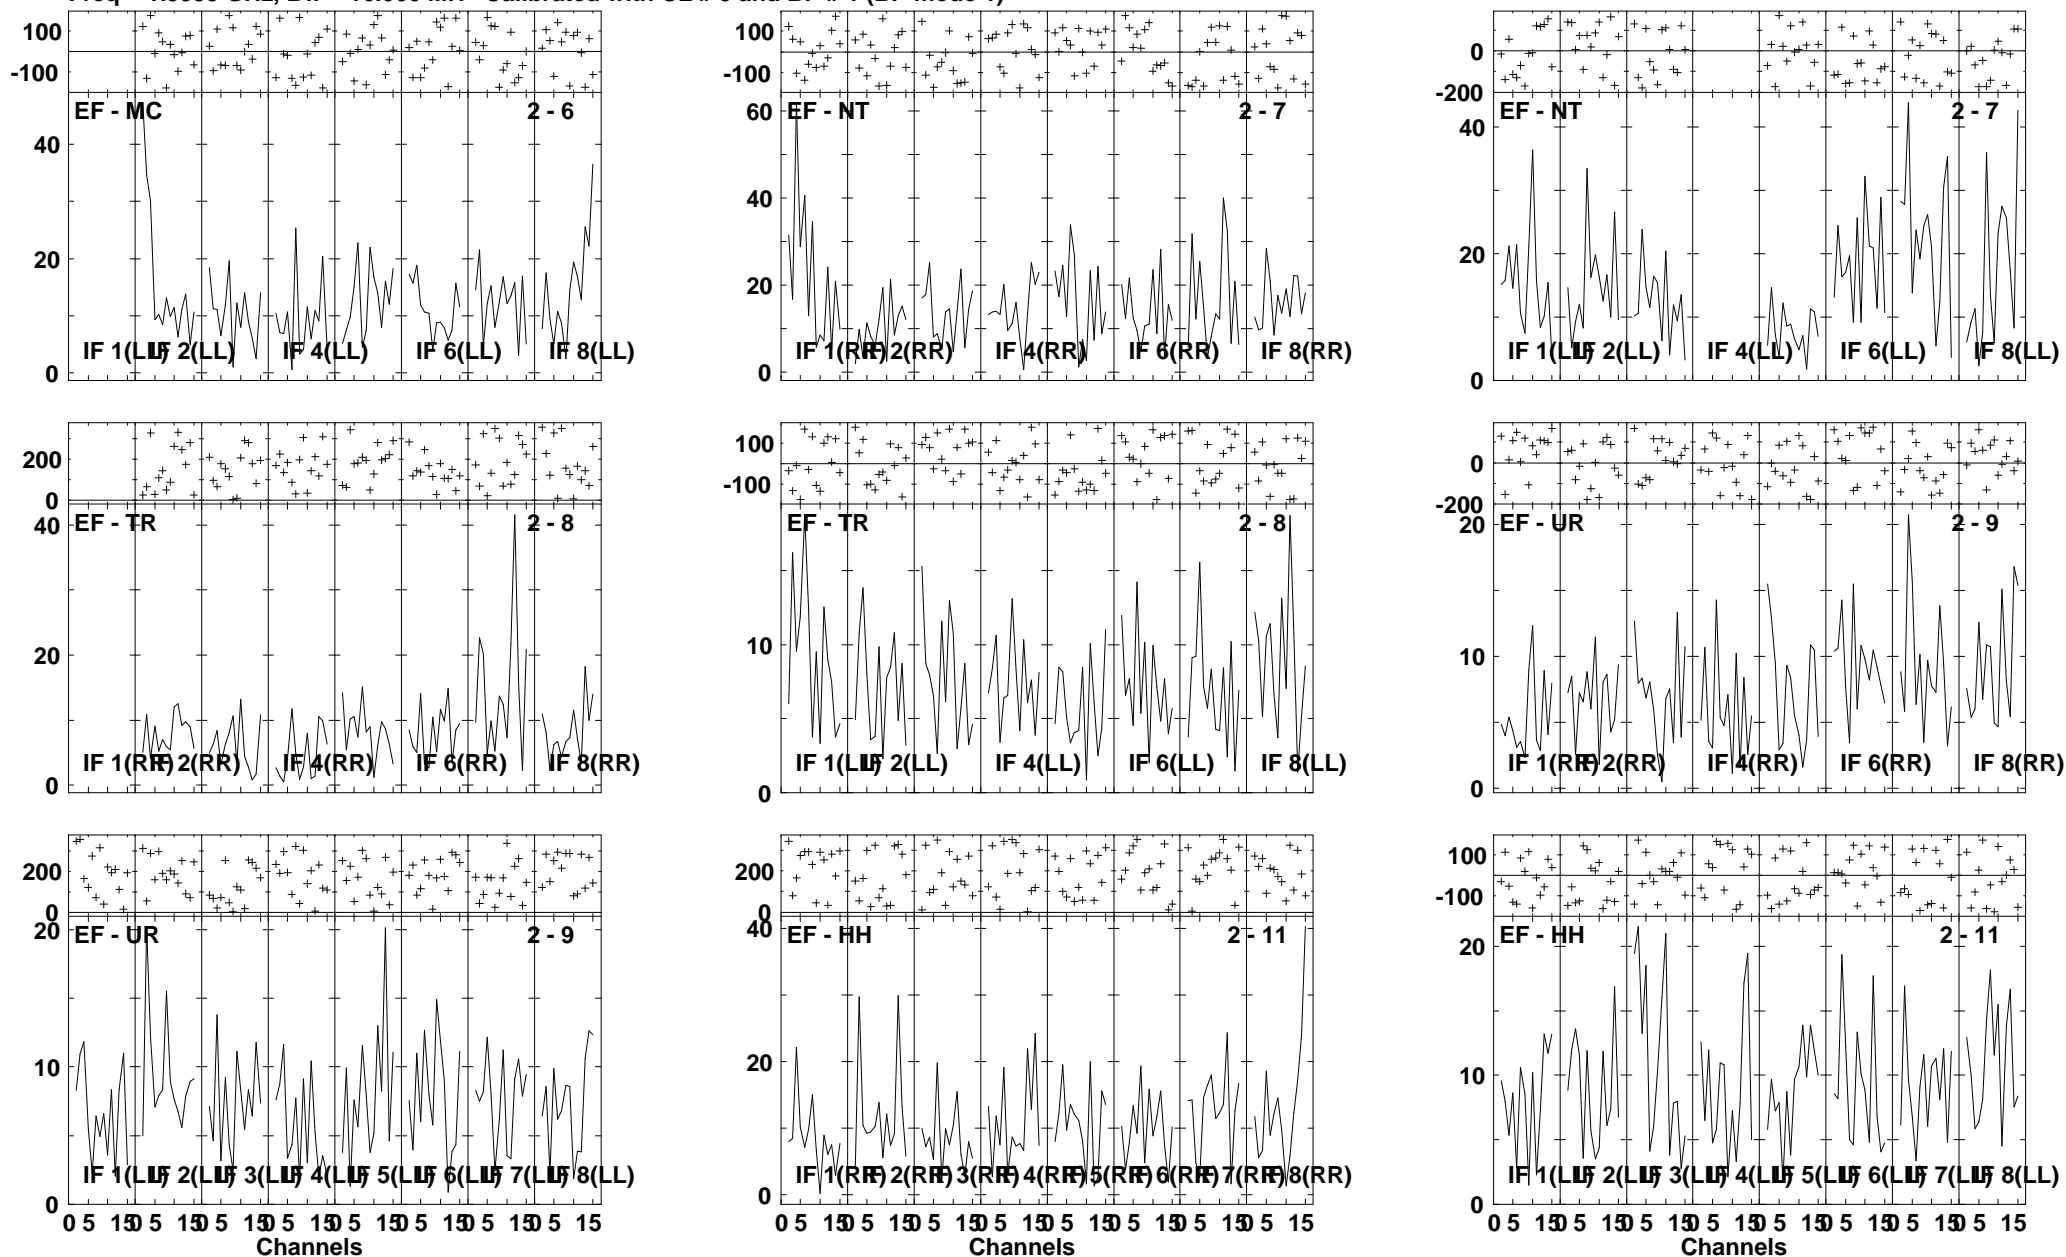 Freq = GHz, Bw = MH Calibrated with CL # and BP # 1 (BP mode 1)
100
-100
EF - MC 2 - 6
40
20
0
IF 1(LL) IF 2(LL) IF 4(LL) IF 6(LL) IF 8(LL)
100
-100
EF - NT 2 - 7
60
40
20
0
IF 1(RR) IF 2(RR) IF 4(RR) IF 6(RR) IF 8(RR)
0
-200
EF - NT 2 - 7
40
20
0
IF 1(LL) IF 2(LL) IF 4(LL) IF 6(LL) IF 8(LL)
200
0
EF - TR 2 - 8
40
20
0
IF 1(RR) IF 2(RR) IF 4(RR) IF 6(RR) IF 8(RR)
100
-100
EF - TR 2 - 8
10
0
IF 1(LL) IF 2(LL) IF 4(LL) IF 6(LL) IF 8(LL)
0
-200
EF - UR 2 - 9
20
10
0
IF 1(RR) IF 2(RR) IF 4(RR) IF 6(RR) IF 8(RR)
200
0
EF - UR 2 - 9
20
10
0
IF 1(LL) IF 2(LL) IF 3(LL) IF 4(LL) IF 5(LL) IF 6(LL) IF 7(LL) IF 8(LL)
0 5 15 0 5 15 0 5 15 0 5 15 0 5 15 0 5 15 0 5 15 0 5 15
Channels
200
0
EF - HH 2 - 11
40
20
0
IF 1(RR) IF 2(RR) IF 3(RR) IF 4(RR) IF 5(RR) IF 6(RR) IF 7(RR) IF 8(RR)
0 5 15 0 5 15 0 5 15 0 5 15 0 5 15 0 5 15 0 5 15 0 5 15
Channels
100
-100
EF - HH 2 - 11
20
10
0
IF 1(LL) IF 2(LL) IF 3(LL) IF 4(LL) IF 5(LL) IF 6(LL) IF 7(LL) IF 8(LL)
0 5 15 0 5 15 0 5 15 0 5 15 0 5 15 0 5 15 0 5 15 0 5 15
Channels